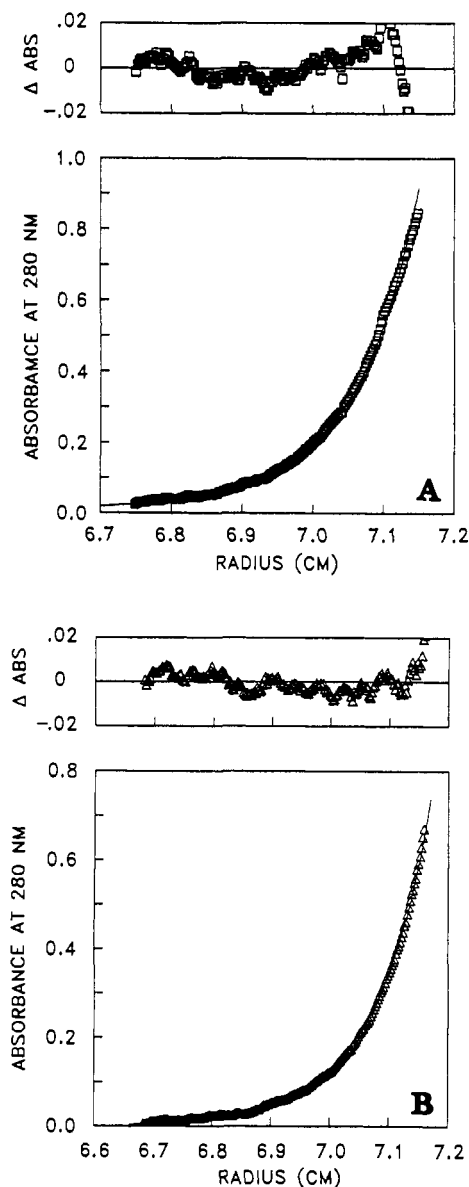 .02
0
-.02
Δ ABS
1.0
0.8
0.6
0.4
0.2
0.0
ABSORBAMCE AT 280 NM
A
6.7 6.8 6.9 7.0 7.1 7.2
RADIUS (CM)
.02
0
-.02
Δ ABS
0.8
0.6
0.4
0.2
0.0
ABSORBANCE AT 280 NM
B
6.6 6.7 6.8 6.9 7.0 7.1 7.2
RADIUS (CM)